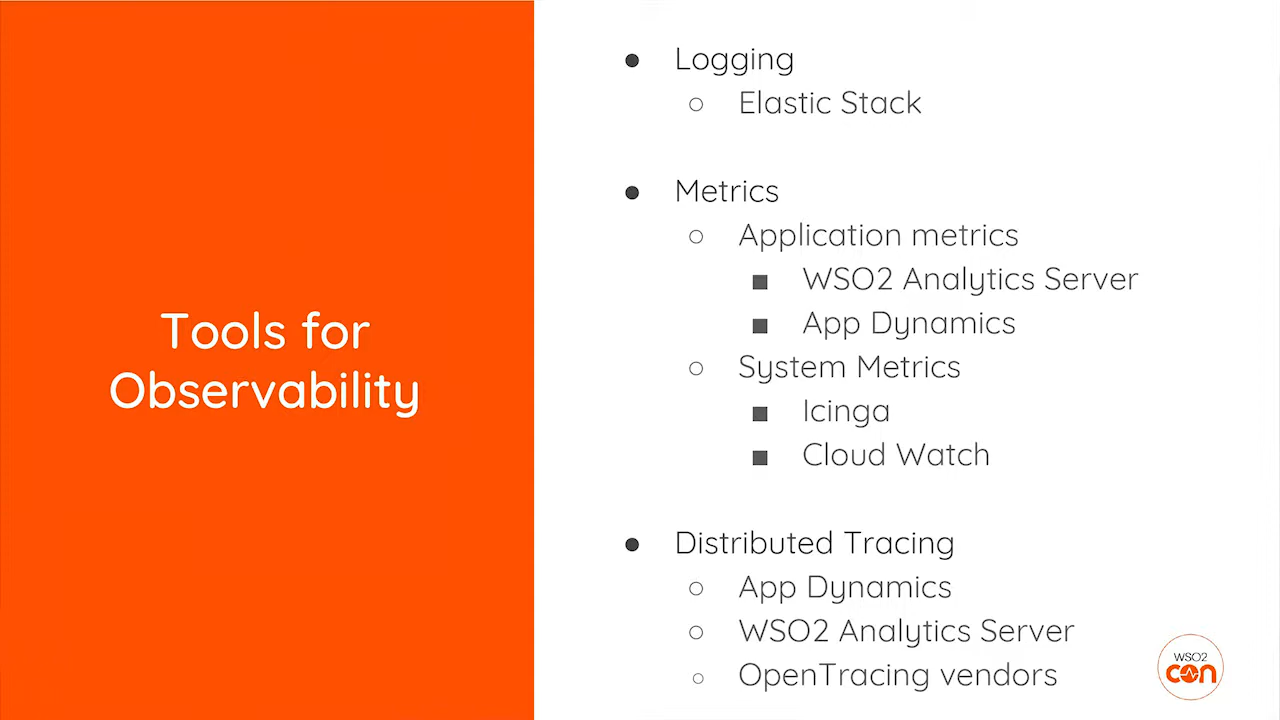 Tools for
Observability
● Logging
○ Elastic Stack
● Metrics
○ Application metrics
■ WSO2 Analytics Server
■ App Dynamics
○ System Metrics
■ Icinga
■ Cloud Watch
● Distributed Tracing
○ App Dynamics
○ WSO2 Analytics Server
○ OpenTracing vendors
WSO2
con